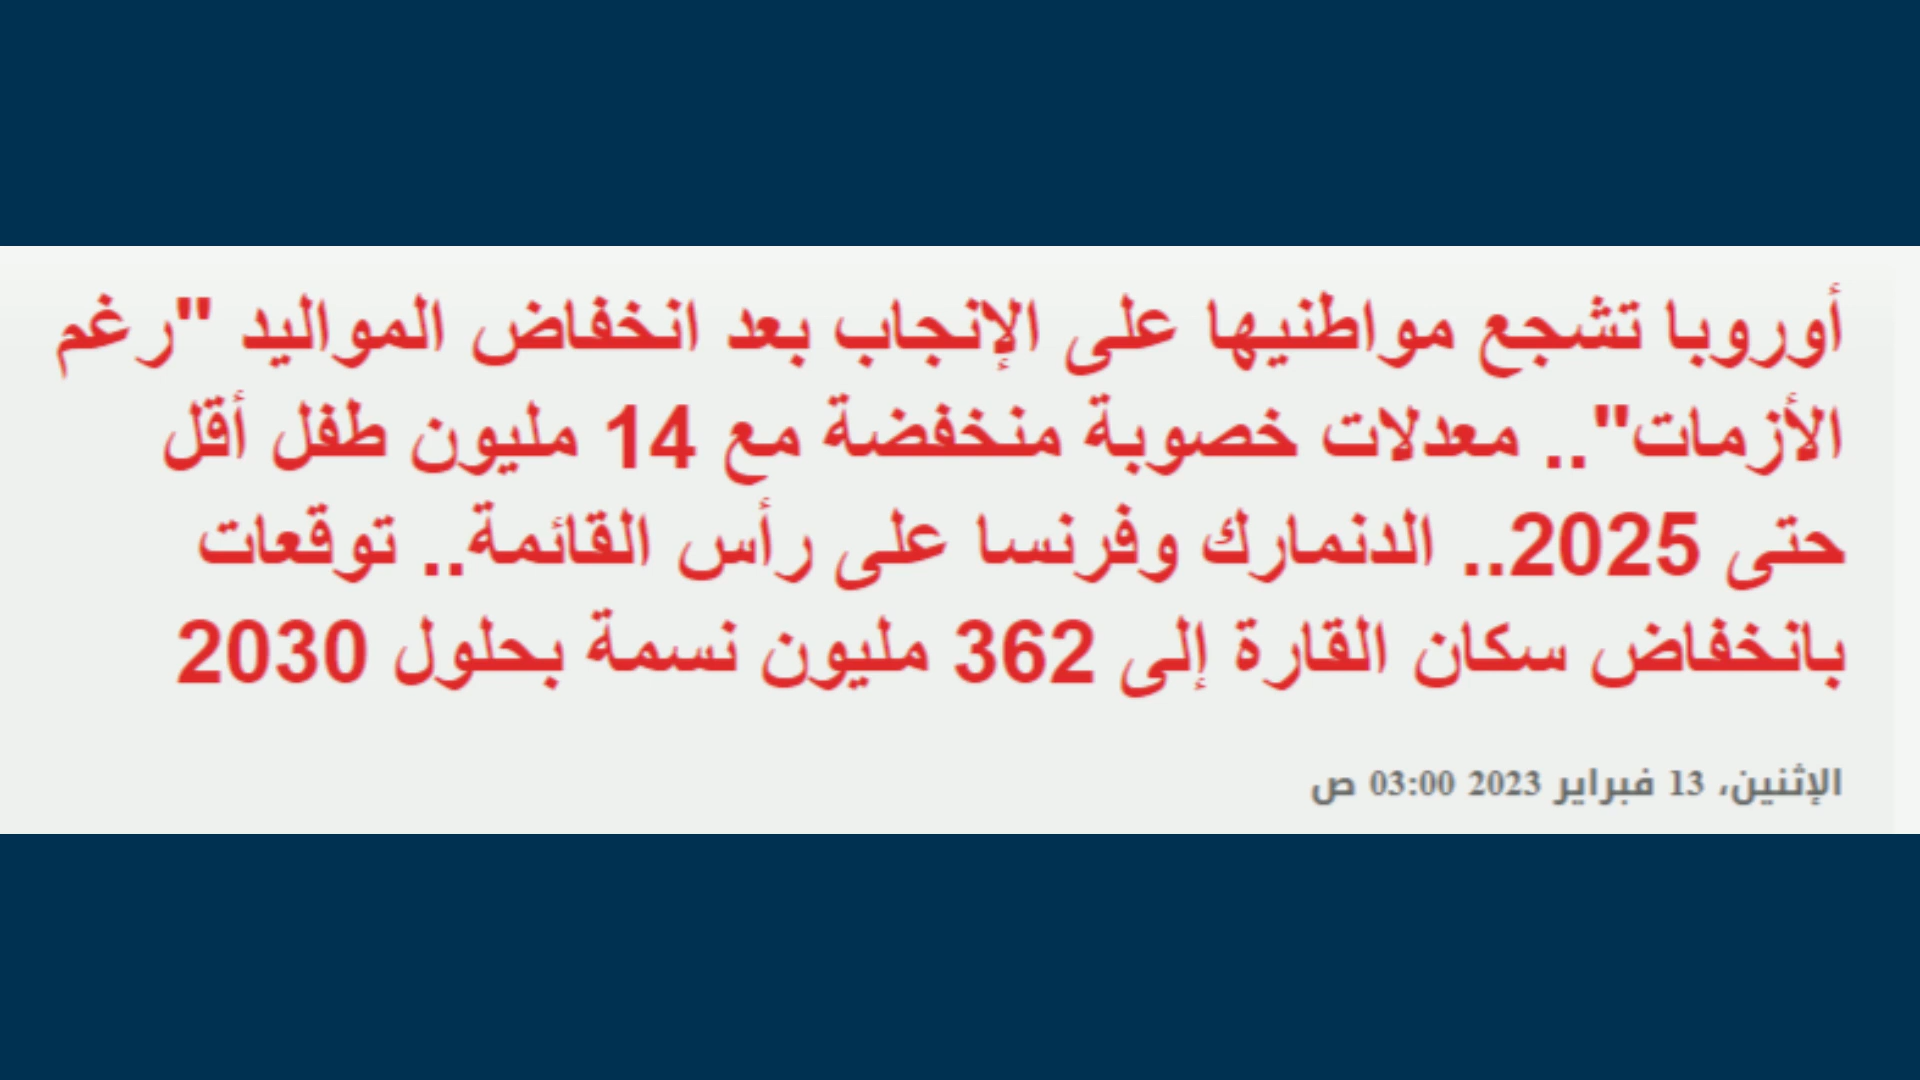 أوروبا تشجع مواطنيها على الإنجاب بعد انخفاض المواليد "رغم
الأزمات".. معدلات خصوبة منخفضة مع 14 مليون طفل أقل
حتى 2025.. الدنمارك وفرنسا على رأس القائمة.. توقعات
بانخفاض سكان القارة إلى 362 مليون نسمة بحلول 2030
الإثنين، 13 فبراير 2023 03:00 ص